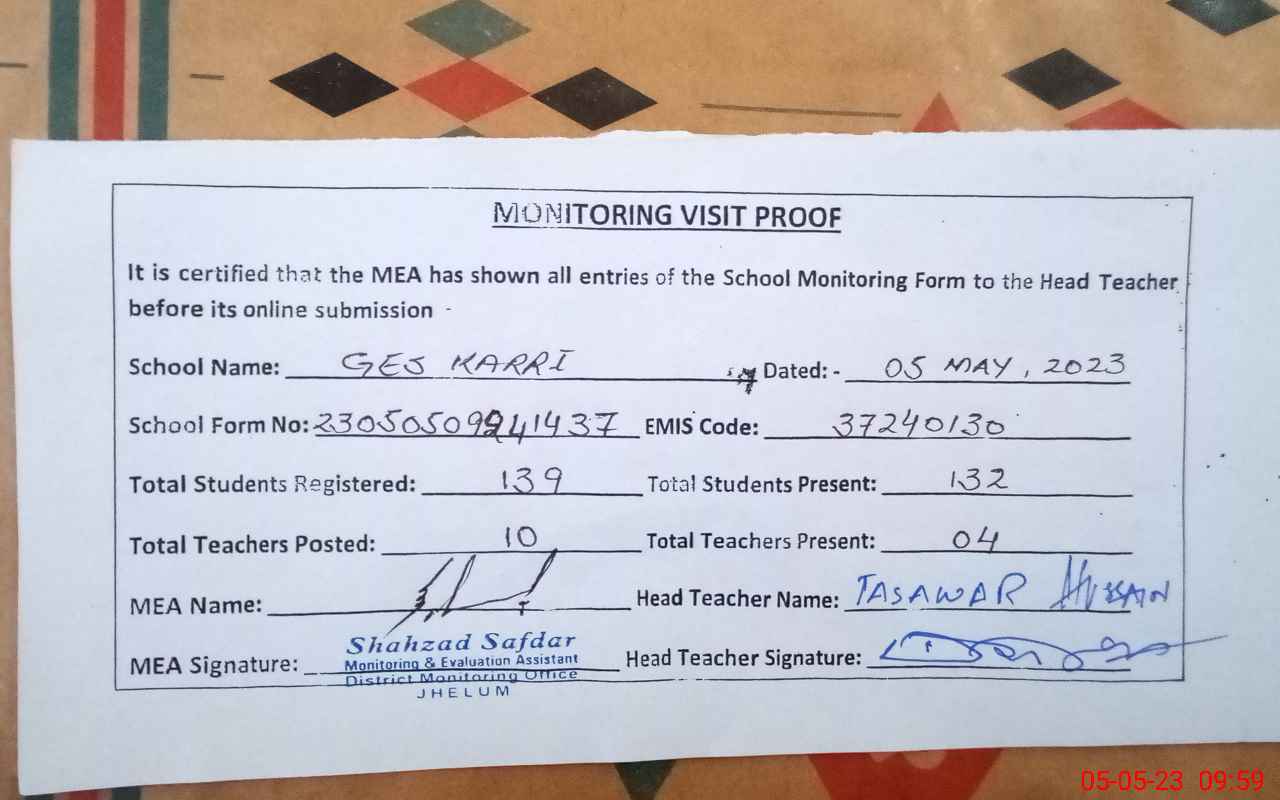 MONITORING VISIT PROOF
It is certified that the MEA has shown all entries of the School Monitoring Form to the Head Teacher
before its online submission -
School Name: GES KARRI Dated: - 05 MAY, 2023
School Form No: EMIS Code: 37240130
Total Students Registered: 139 Total Students Present: 132
Total Teachers Posted: 10 Total Teachers Present: 04
MEA Name: Head Teacher Name: TASAWAR HUSSAIN
MEA Signature: Head Teacher Signature:
Shahzad Safdar
Monitoring & Evaluation Assistant
District Monitoring Office
JHELUM
05-05-23 09:59